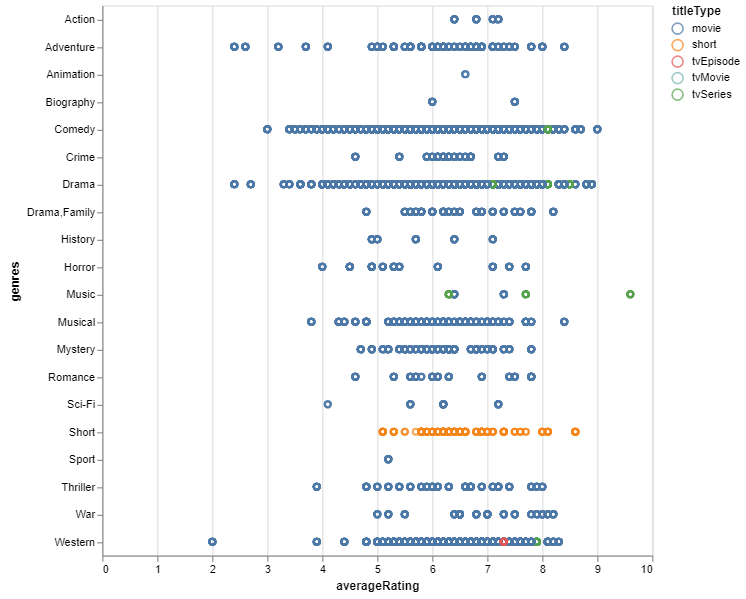 titleType
movie
short
tvEpisode
tvMovie
tvSeries
genres
Action
Adventure
Animation
Biography
Comedy
Crime
Drama
Drama,Family
History
Horror
Music
Musical
Mystery
Romance
Sci-Fi
Short
Sport
Thriller
War
Western
0 1 2 3 4 5 6 7 8 9 10
averageRating